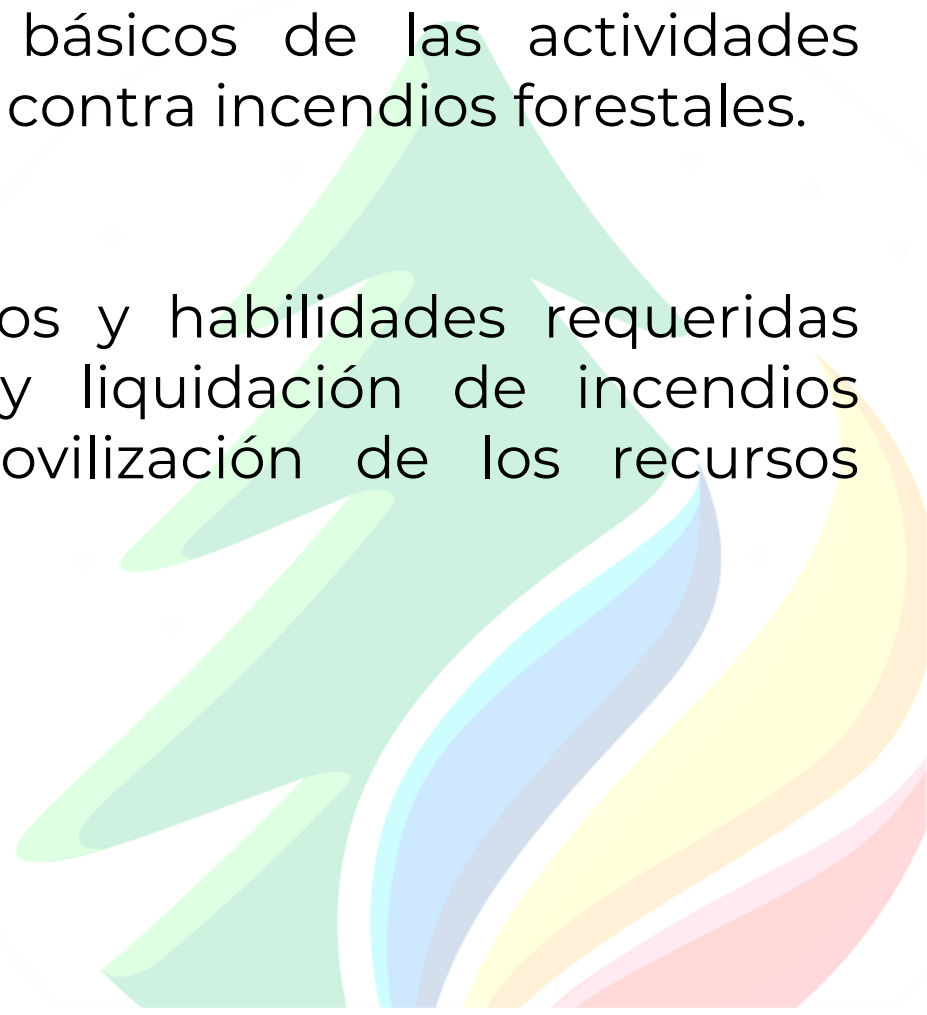 básicos de las actividades
contra incendios forestales.
os y habilidades requeridas
y liquidación de incendios
ovilización de los recursos